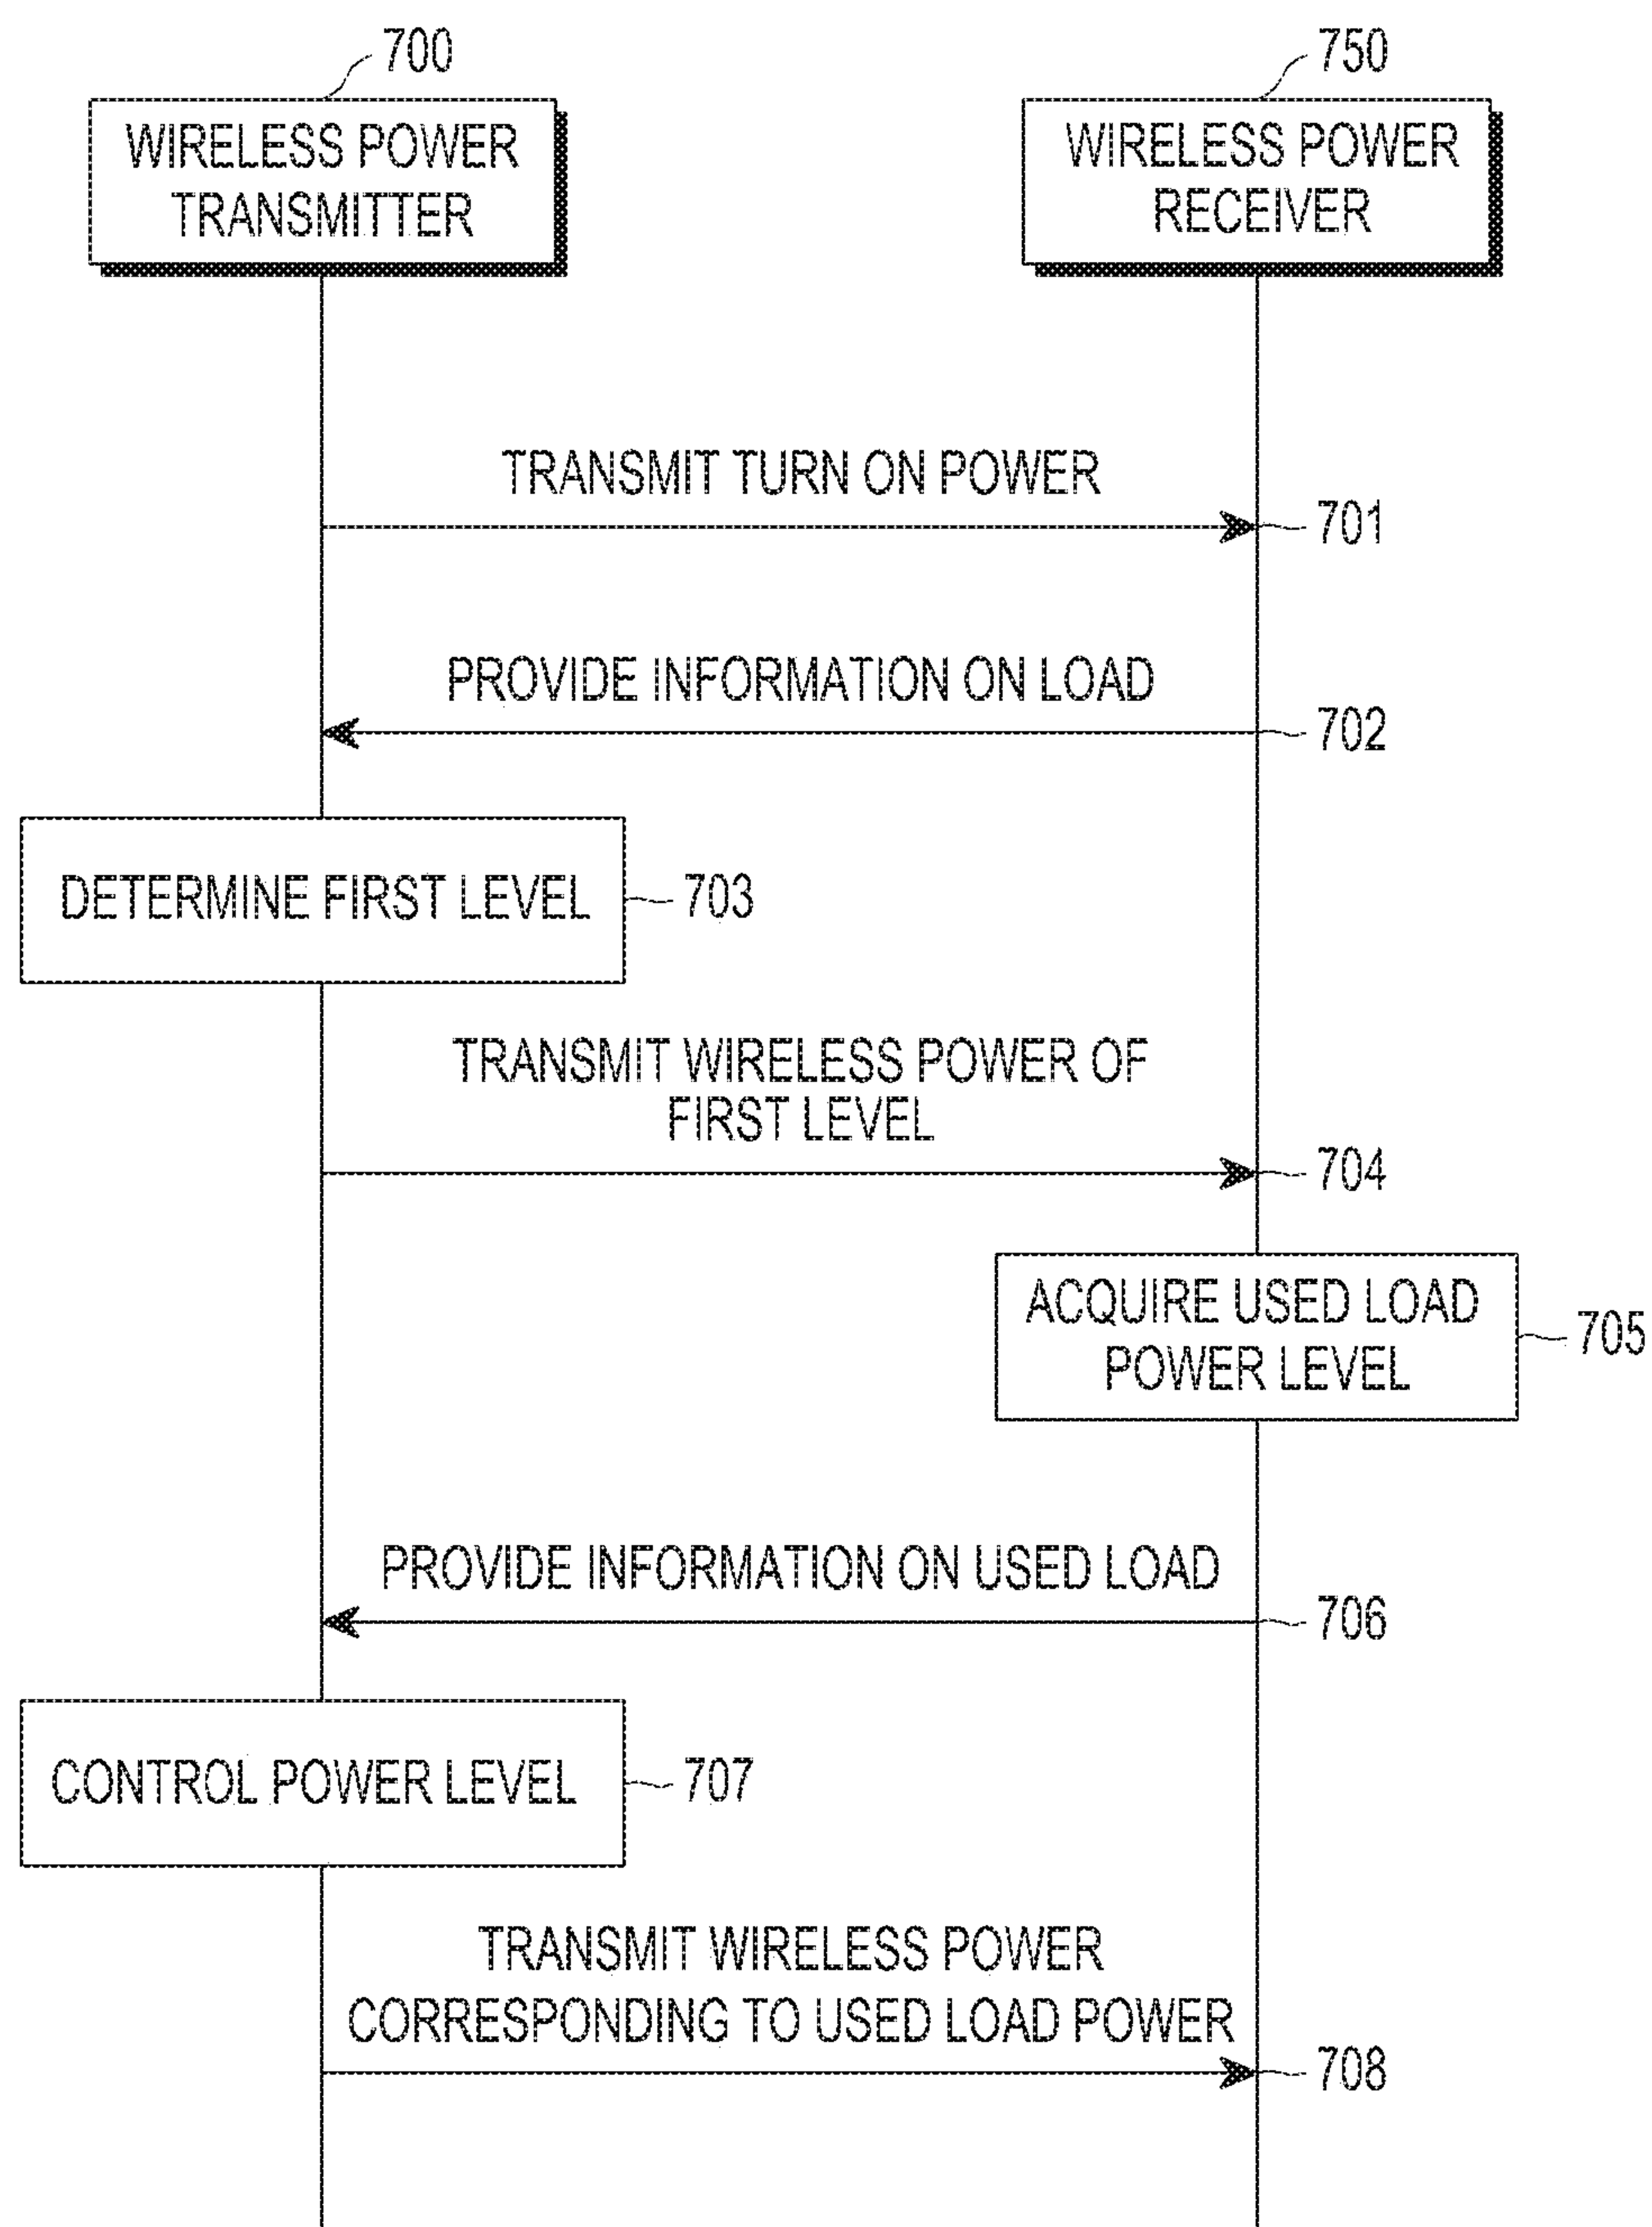 700
750
WIRELESS POWER
TRANSMITTER
WIRELESS POWER
RECEIVER
TRANSMIT TURN ON POWER
701
PROVIDE INFORMATION ON LOAD
702
DETERMINE FIRST LEVEL
703
TRANSMIT WIRELESS POWER OF
FIRST LEVEL
704
ACQUIRE USED LOAD
POWER LEVEL
705
PROVIDE INFORMATION ON USED LOAD
706
CONTROL POWER LEVEL
707
TRANSMIT WIRELESS POWER
CORRESPONDING TO USED LOAD POWER
708